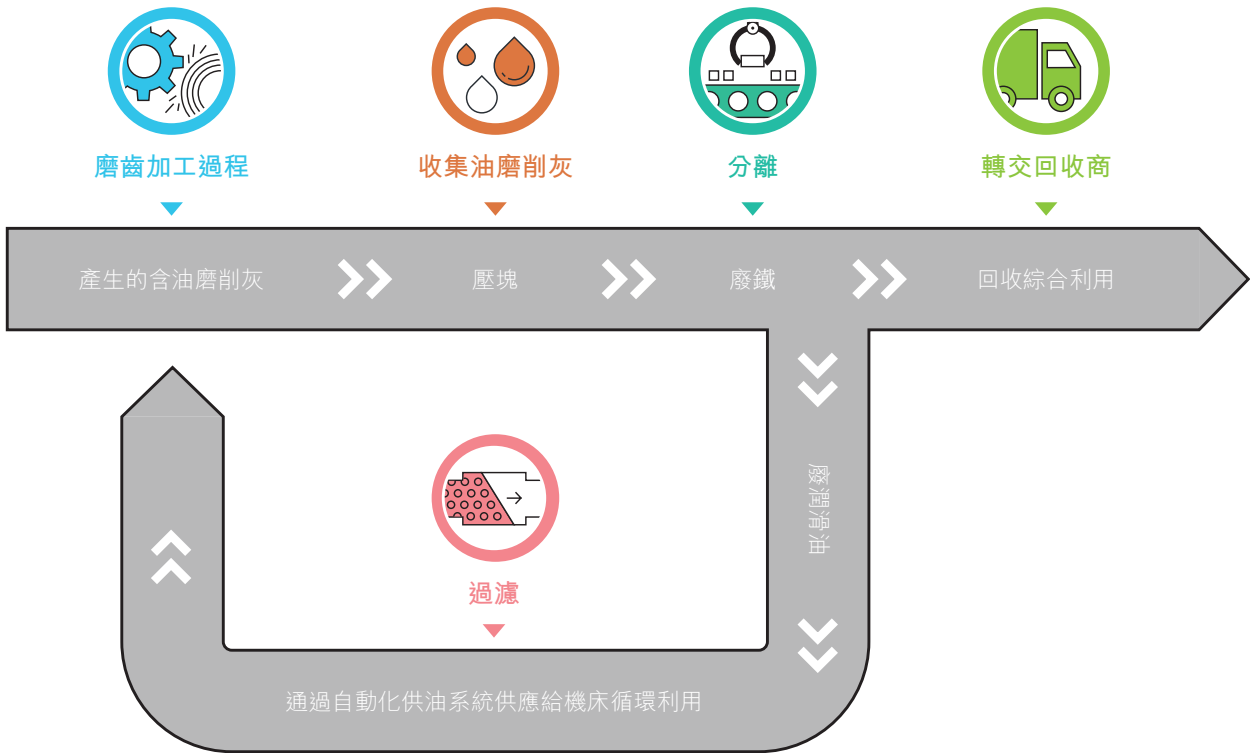 磨齒加工過程
收集油磨削灰
分離
轉交回收商
產生的含油磨削灰
壓塊
廢鐵
回收綜合利用
廢潤滑油
過濾
通過自動化供油系統供應給機床循環利用